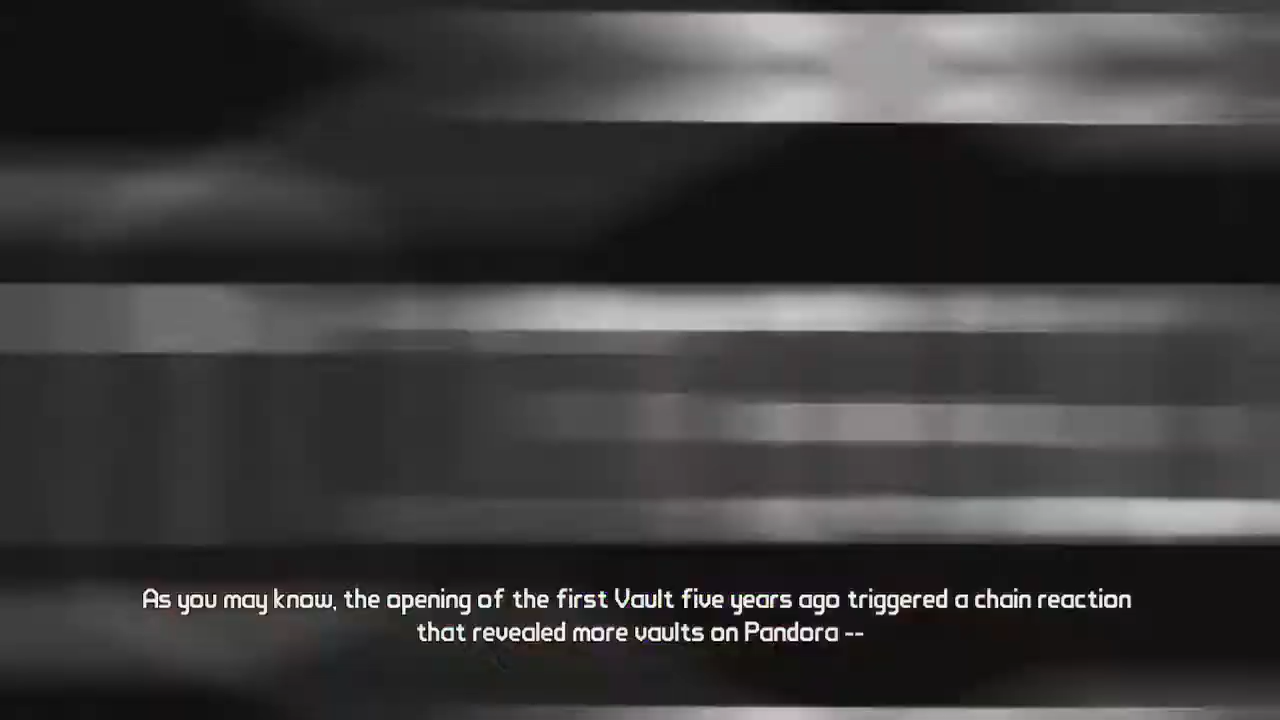 As you may know, the opening of the first Vault five years ago triggered a chain reaction
that revealed more vaults on Pandora --